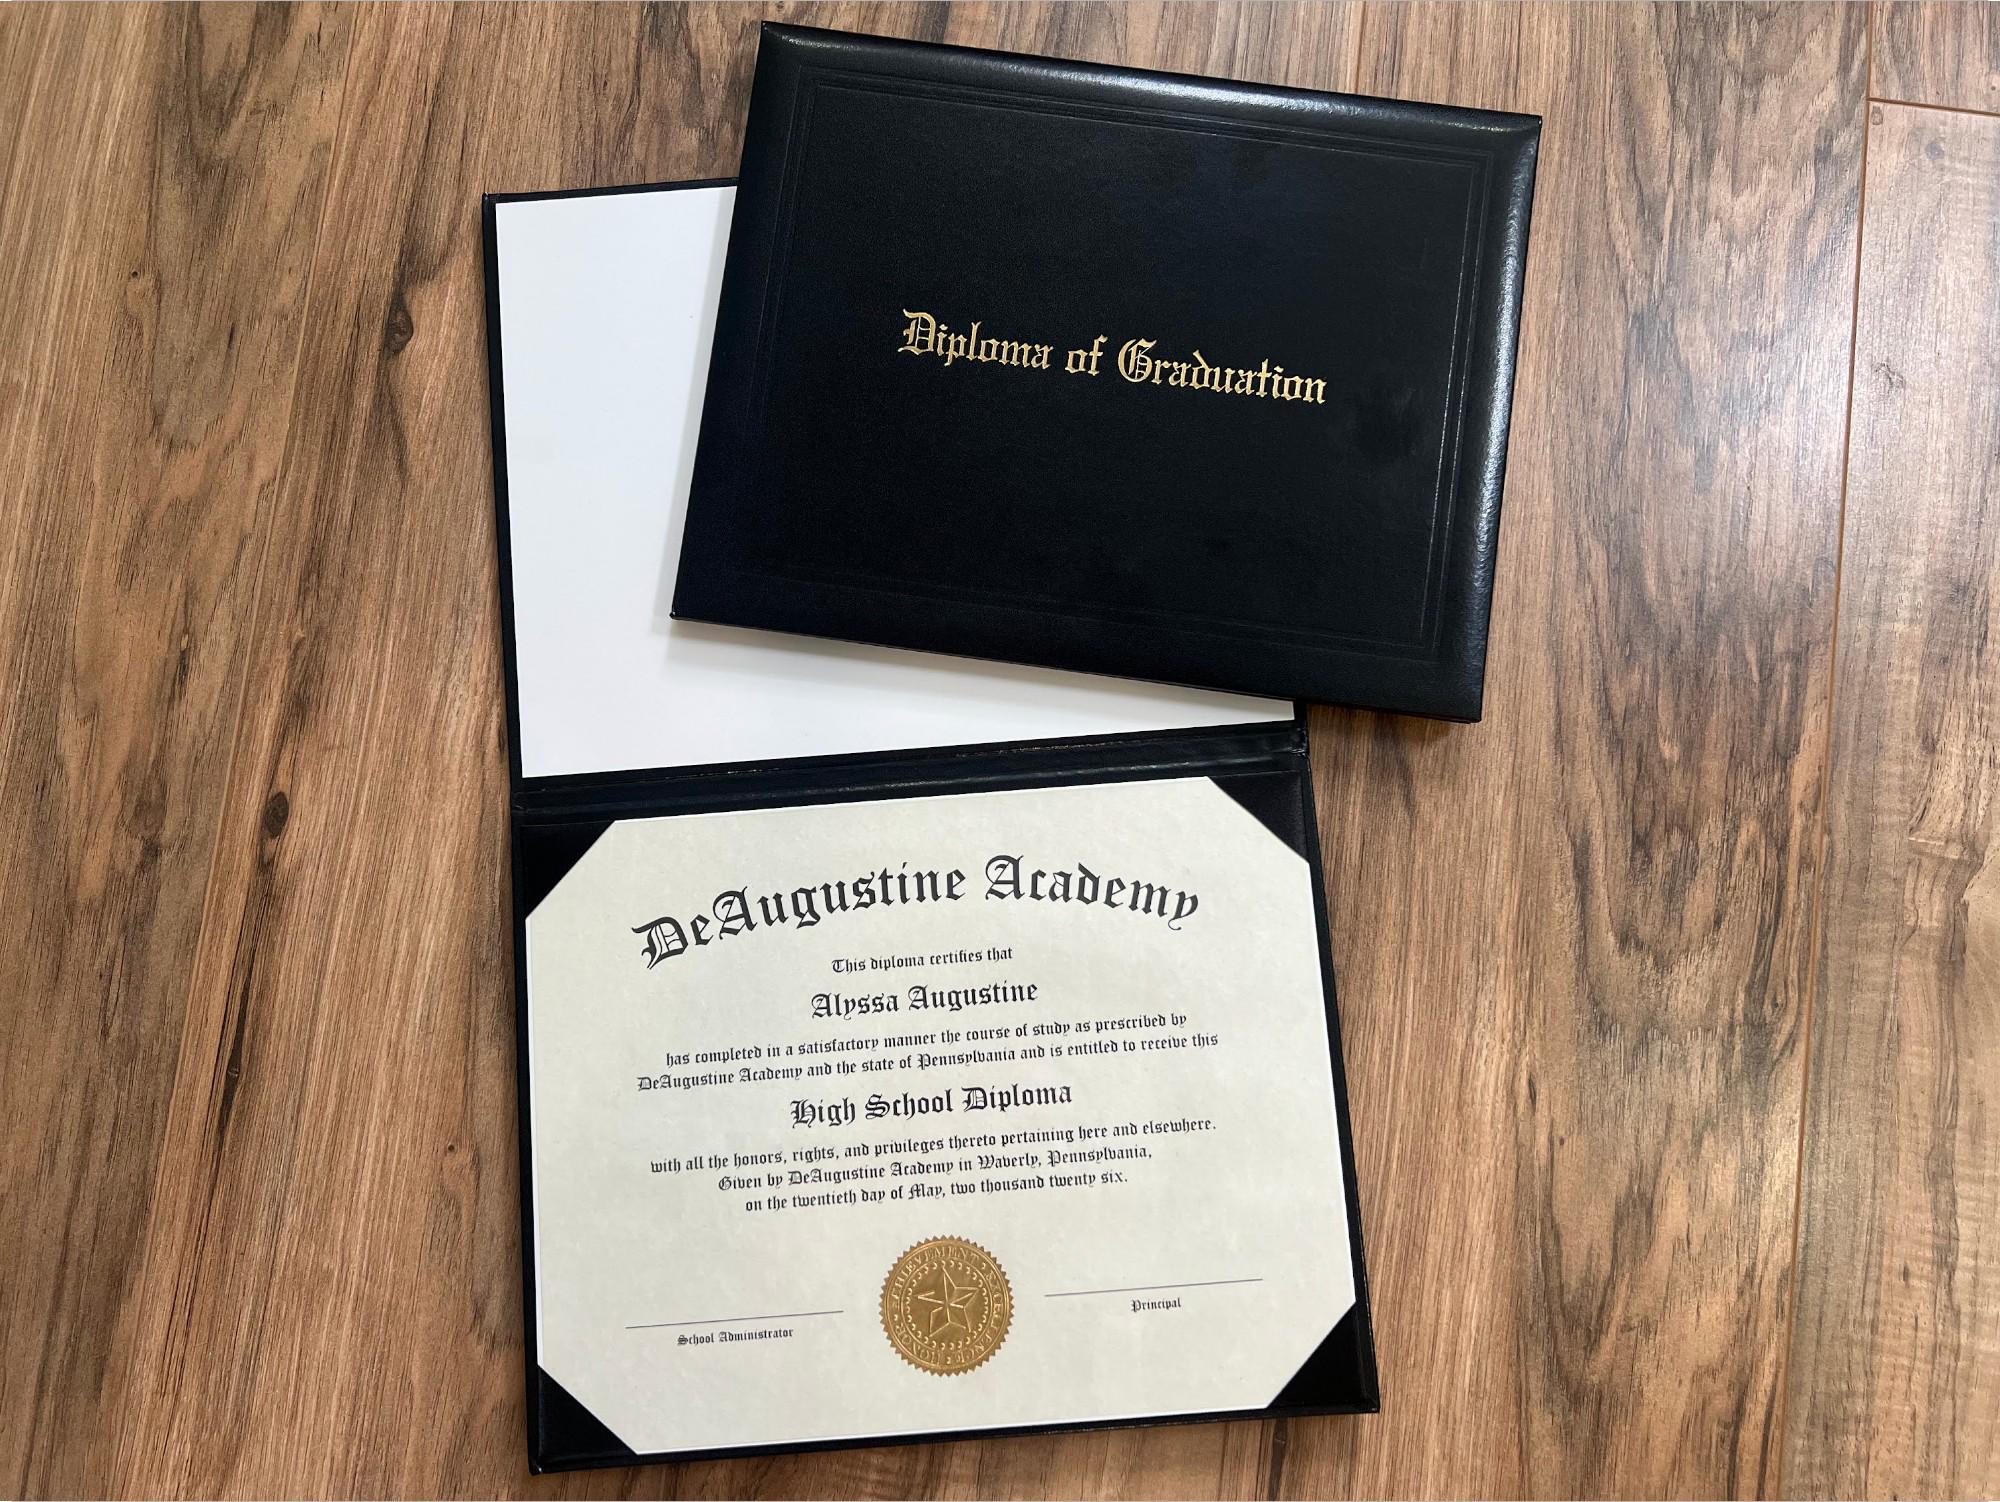 Diploma of Graduation
DeAugustine Academy
This diploma certifies that
Alyssa Augustine
has completed in a satisfactory manner the course of study as prescribed by
DeAugustine Academy and the state of Pennsylvania and is entitled to receive this
High School Diploma
with all the honors, rights, and privileges thereto pertaining here and elsewhere.
Given by DeAugustine Academy in Waverly, Pennsylvania,
on the twentieth day of May, two thousand twenty six.
ACHIEVEMENT EXCELLENCE HONOR
School Administrator
Principal